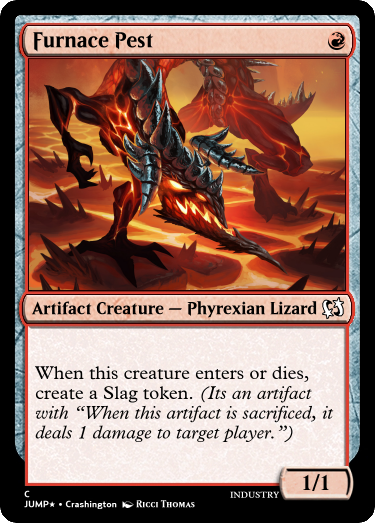 Furnace Pest
Artifact Creature — Phyrexian Lizard
When this creature enters or dies,
create a Slag token. (Its an artifact
with “When this artifact is sacrificed, it
deals 1 damage to target player.”)
1/1
C
INDUSTRY
JUMP★ • Crashington Ricci Thomas